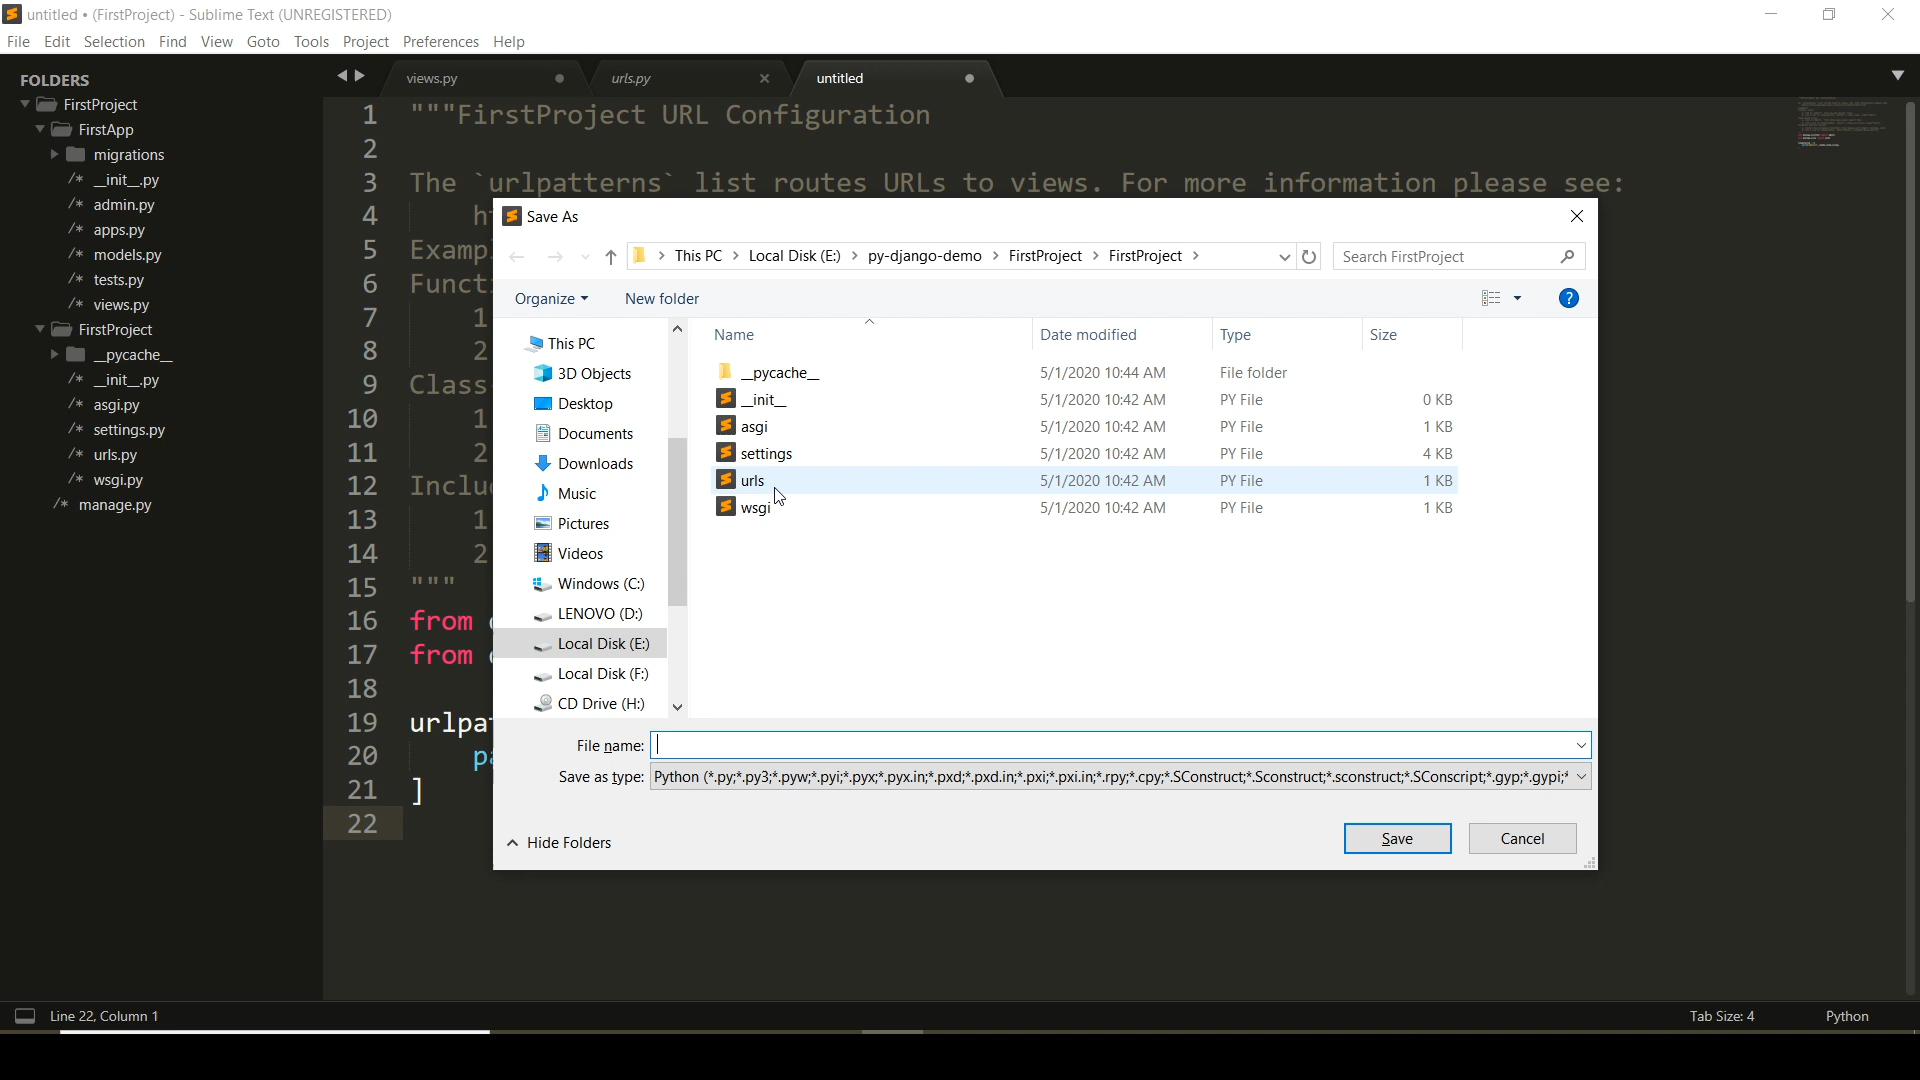 untitled • (FirstProject) - Sublime Text (UNREGISTERED)
File Edit Selection Find View Goto Tools Project Preferences Help
FOLDERS
FirstProject
FirstApp
migrations
/* __init__.py
/* admin.py
/* apps.py
/* models.py
/* tests.py
/* views.py
FirstProject
__pycache__
/* __init__.py
/* asgi.py
/* settings.py
/* urls.py
/* wsgi.py
/* manage.py
views.py urls.py untitled
1 """FirstProject URL Configuration
2
3 The `urlpatterns` list routes URLs to views. For more information please see:
4 h
5 Examp
6 Funct
7 1
8 2
9 Class
10 1
11 2
12 Inclu
13 1
14 2
15 """
16 from
17 from
18
19 urlpa
20 pa
21 ]
22
Save As
This PC > Local Disk (E:) > py-django-demo > FirstProject > FirstProject >
Search FirstProject
Organize New folder
?
This PC
3D Objects
Desktop
Documents
Downloads
Music
Pictures
Videos
Windows (C:)
LENOVO (D:)
Local Disk (E:)
Local Disk (F:)
CD Drive (H:)
Name Date modified Type Size
__pycache__ 5/1/2020 10:44 AM File folder
__init__ 5/1/2020 10:42 AM PY File 0 KB
asgi 5/1/2020 10:42 AM PY File 1 KB
settings 5/1/2020 10:42 AM PY File 4 KB
urls 5/1/2020 10:42 AM PY File 1 KB
wsgi 5/1/2020 10:42 AM PY File 1 KB
File name:
Save as type: Python (*.py;*.py3;*.pyw;*.pyi;*.pyx;*.pyx.in;*.pxd;*.pxd.in;*.pxi;*.pxi.in;*.rpy;*.cpy;*.SConstruct;*.Sconstruct;*.sconstruct;*.SConscript;*.gyp;*.gypi;*
Hide Folders
Save Cancel
Line 22, Column 1
Tab Size: 4 Python